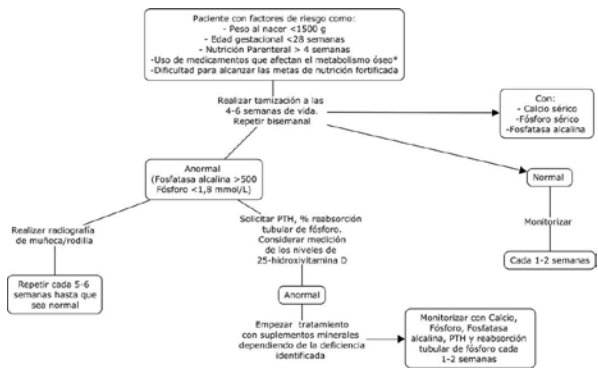 Paciente con factores de riesgo como:
- Peso al nacer <1500 g
- Edad gestacional <28 semanas
- Nutrición Parenteral > 4 semanas
-Uso de medicamentos que afectan el metabolismo óseo*
-Dificultad para alcanzar las metas de nutrición fortificada
Realizar tamización a las
4-6 semanas de vida.
Repetir bisemanal
Con:
- Calcio sérico
-Fósforo sérico
-Fosfatasa alcalina
Anormal
(Fosfatasa alcalina >500
Fósforo <1,8 mmol/L)
Normal
Realizar radiografía
de muñeca/rodilla
Solicitar PTH, % reabsorción
tubular de fósforo.
Considerar medición
de los niveles de
25-hidroxivitamina D
Monitorizar
Cada 1-2 semanas
Repetir cada 5-6
semanas hasta que
sea normal
Anormal
Empezar tratamiento
con suplementos minerales
dependiendo de la deficiencia
identificada
Monitorizar con Calcio,
Fósforo, Fosfatasa
alcalina, PTH y reabsorción
tubular de fósforo cada
1-2 semanas